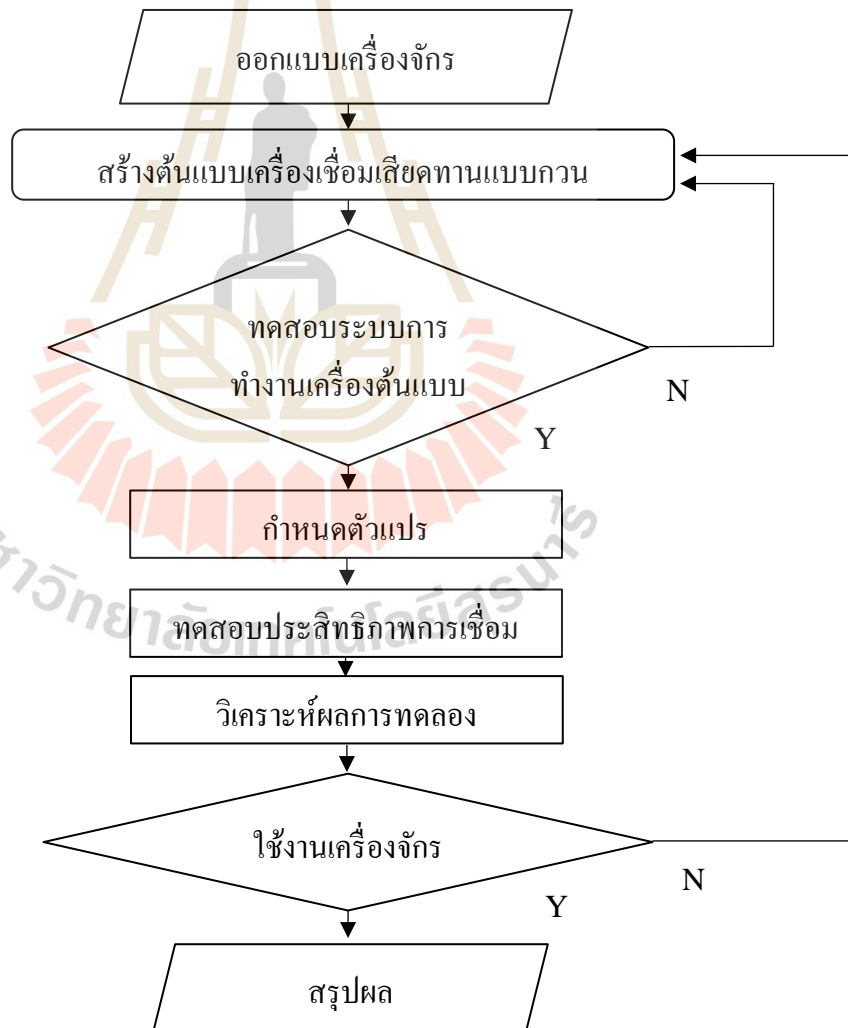 ออกแบบเครื่องจักร
สร้างต้นแบบเครื่องเชื่อมเสียดทานแบบกวน
ทดสอบระบบการ
ทำงานเครื่องต้นแบบ
N
Y
กำหนดตัวแปร
ทดสอบประสิทธิภาพการเชื่อม
วิเคราะห์ผลการทดลอง
ใช้งานเครื่องจักร
N
Y
สรุปผล